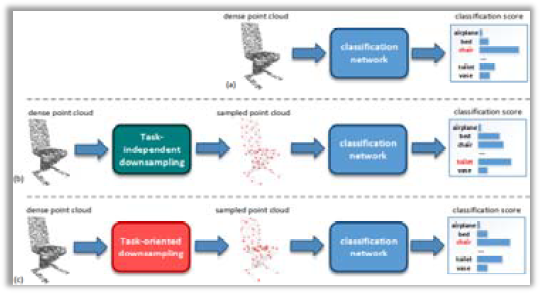 dense point cloud
classification score
classification
network
airplane
bed
chair
...
toilet
vase
(a)
dense point cloud
sampled point cloud
classification score
Task-
independent
downsampling
classification
network
airplane
bed
chair
...
toilet
vase
(b)
dense point cloud
sampled point cloud
classification score
Task-oriented
downsampling
classification
network
airplane
bed
chair
...
toilet
vase
(c)